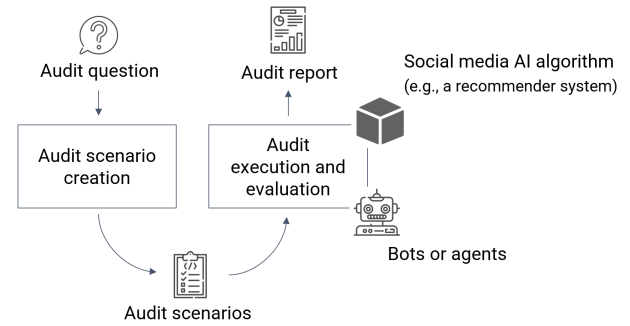 Audit question
Audit report
Social media AI algorithm
(e.g., a recommender system)
Audit scenario
creation
Audit
execution and
evaluation
Bots or agents
Audit scenarios